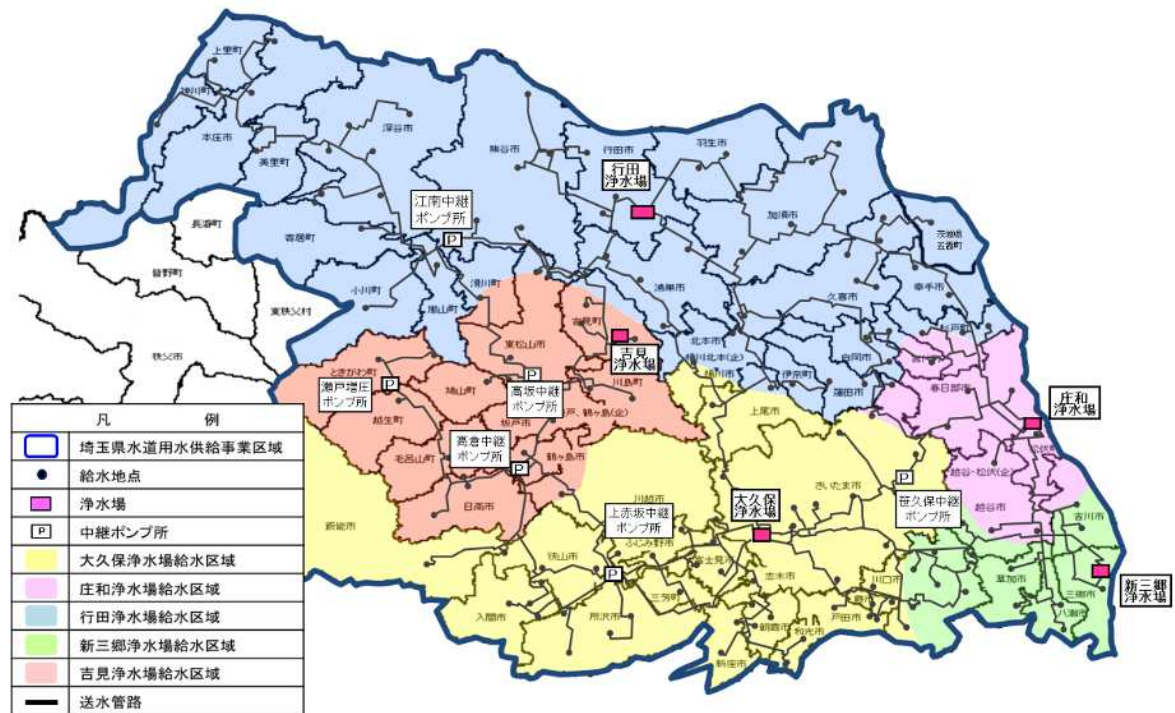 上里町
神川町
本庄市
美里町
深谷市
熊谷市
行田市
羽生市
行田
浄水場
加須市
茨城県
五霞町
江南中継
ポンプ所
P
長瀞町
寄居町
皆野町
小川町
嵐山町
滑川町
鴻巣市
久喜市
幸手市
東秩父村
秩父市
吉見町
東松山市
吉見
浄水場
北本市
桶川北本(企)
桶川市
伊奈町
白岡市
蓮田市
杉戸町
宮代町
春日部市
庄和
浄水場
ときがわ町
瀬戸増圧
ポンプ所
P
鳩山町
高坂中継
ポンプ所
P
川島町
坂戸、鶴ヶ島(企)
坂戸市
上尾市
越生町
毛呂山町
高倉中継
ポンプ所
P
鶴ヶ島市
日高市
松伏町
越谷・松伏(企)
越谷市
吉川市
飯能市
川越市
さいたま市
大久保
浄水場
P
笹久保中継
ポンプ所
上赤坂中継
ポンプ所
P
ふじみ野市
富士見市
狭山市
入間市
所沢市
三芳町
志木市
朝霞市
和光市
新座市
戸田市
蕨市
川口市
草加市
八潮市
三郷市
新三郷
浄水場
凡 例
埼玉県水道用水供給事業区域
給水地点
浄水場
P 中継ポンプ所
大久保浄水場給水区域
庄和浄水場給水区域
行田浄水場給水区域
新三郷浄水場給水区域
吉見浄水場給水区域
送水管路